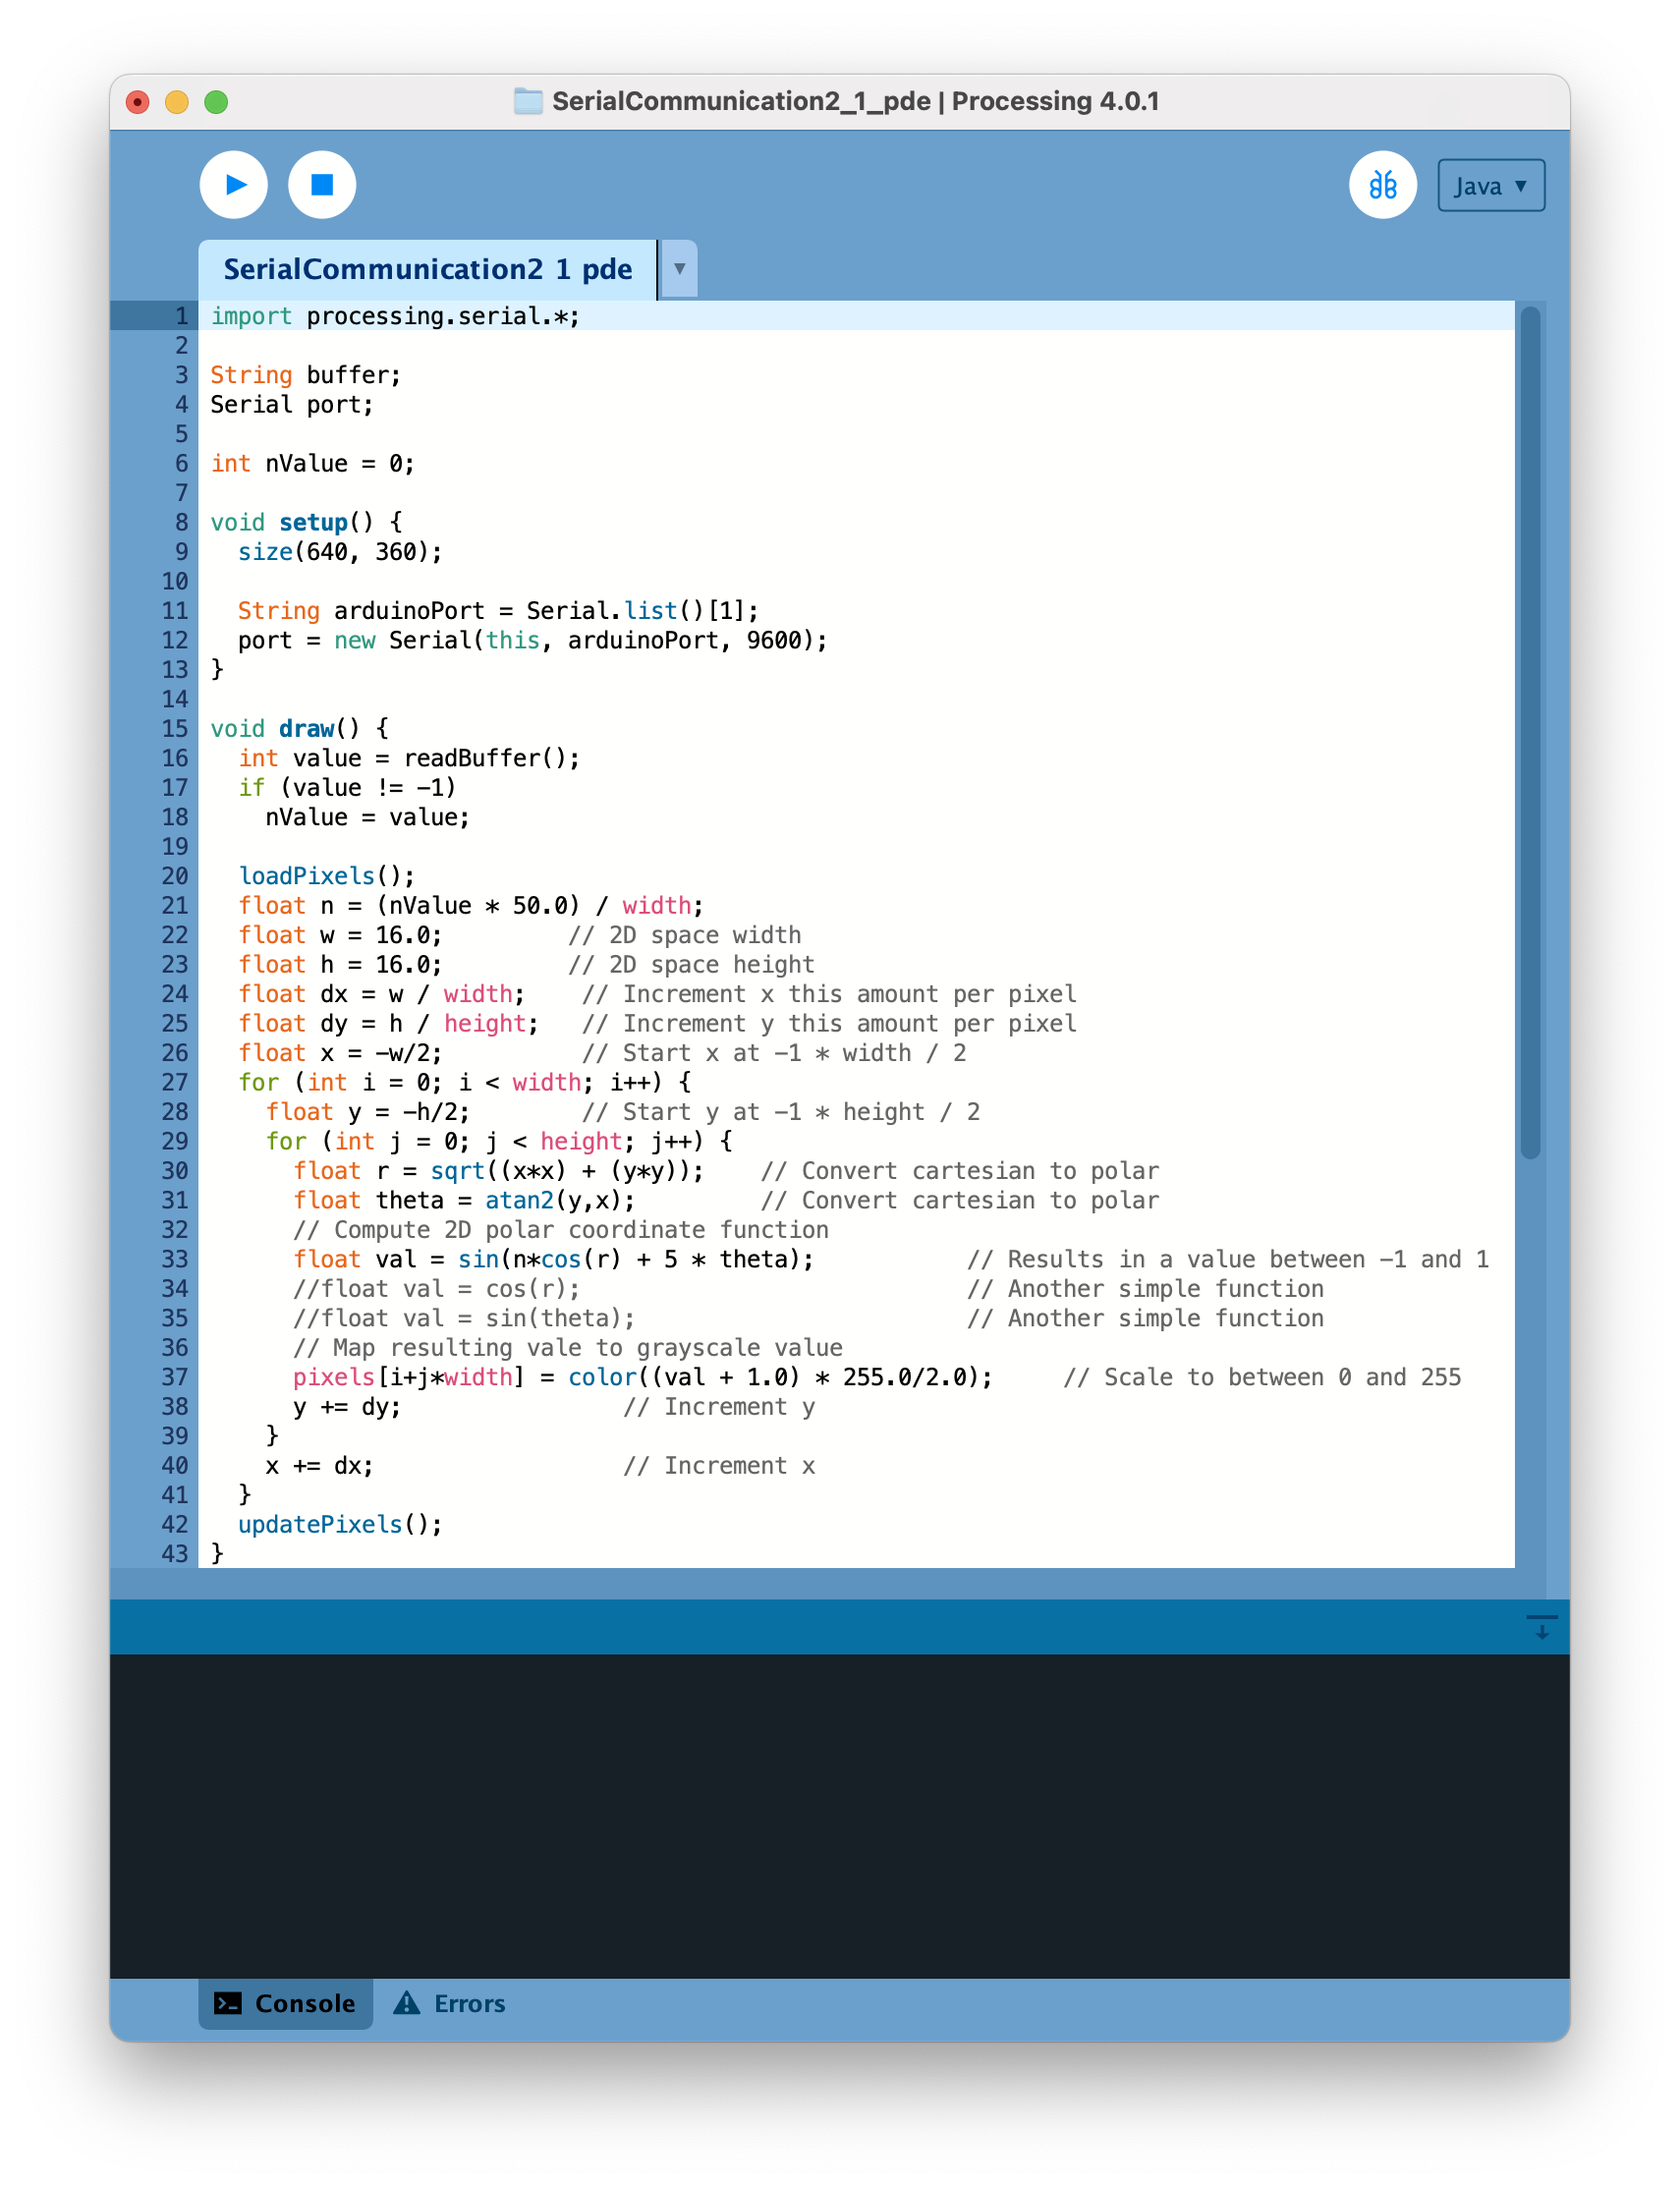 SerialCommunication2_1_pde | Processing 4.0.1
Java ▼
SerialCommunication2 1 pde ▼
1 import processing.serial.*;
2
3 String buffer;
4 Serial port;
5
6 int nValue = 0;
7
8 void setup() {
9   size(640, 360);
10
11   String arduinoPort = Serial.list()[1];
12   port = new Serial(this, arduinoPort, 9600);
13 }
14
15 void draw() {
16   int value = readBuffer();
17   if (value != -1)
18     nValue = value;
19
20   loadPixels();
21   float n = (nValue * 50.0) / width;
22   float w = 16.0;         // 2D space width
23   float h = 16.0;         // 2D space height
24   float dx = w / width;    // Increment x this amount per pixel
25   float dy = h / height;   // Increment y this amount per pixel
26   float x = -w/2;          // Start x at -1 * width / 2
27   for (int i = 0; i < width; i++) {
28     float y = -h/2;        // Start y at -1 * height / 2
29     for (int j = 0; j < height; j++) {
30       float r = sqrt((x*x) + (y*y));    // Convert cartesian to polar
31       float theta = atan2(y,x);         // Convert cartesian to polar
32       // Compute 2D polar coordinate function
33       float val = sin(n*cos(r) + 5 * theta);           // Results in a value between -1 and 1
34       //float val = cos(r);                            // Another simple function
35       //float val = sin(theta);                        // Another simple function
36       // Map resulting vale to grayscale value
37       pixels[i+j*width] = color((val + 1.0) * 255.0/2.0);     // Scale to between 0 and 255
38       y += dy;                // Increment y
39     }
40     x += dx;                  // Increment x
41   }
42   updatePixels();
43 }
Console Errors